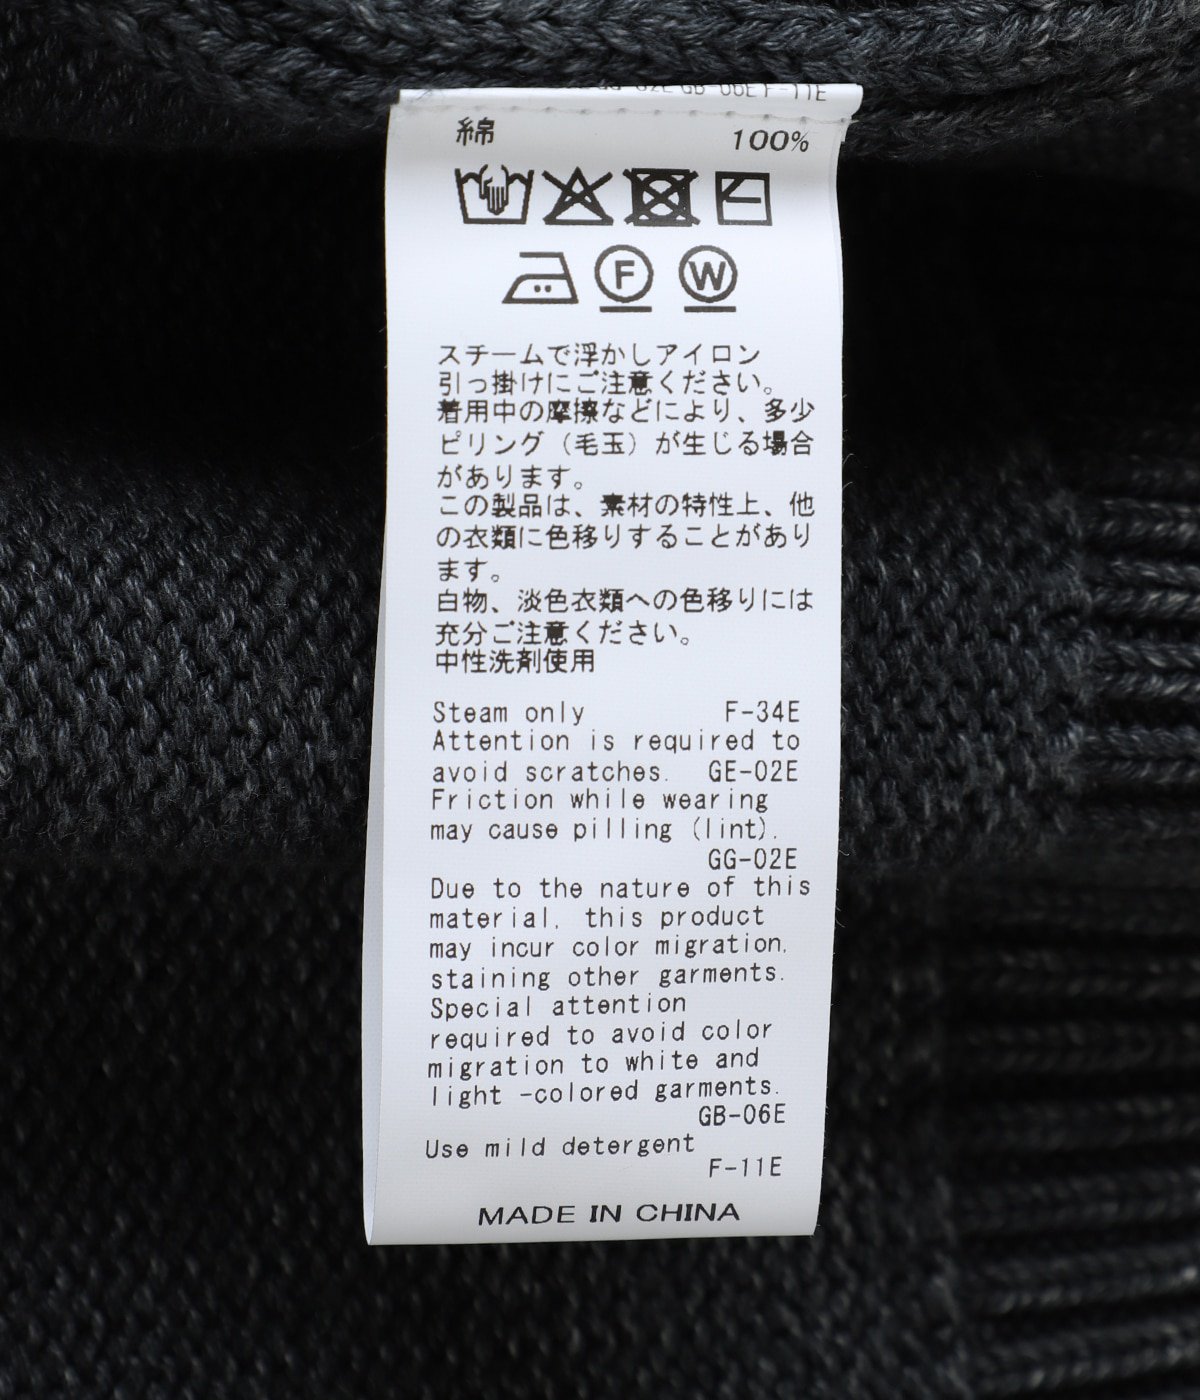 GB-06E F-11E
綿 100%
F W
スチームで浮かしアイロン
引っ掛けにご注意ください。
着用中の摩擦などにより、多少
ピリング（毛玉）が生じる場合
があります。
この製品は、素材の特性上、他
の衣類に色移りすることがあり
ます。
白物、淡色衣類への色移りには
充分ご注意ください。
中性洗剤使用
Steam only F-34E
Attention is required to
avoid scratches. GE-02E
Friction while wearing
may cause pilling (lint).
GG-02E
Due to the nature of this
material, this product
may incur color migration,
staining other garments.
Special attention
required to avoid color
migration to white and
light -colored garments.
GB-06E
Use mild detergent
F-11E
MADE IN CHINA